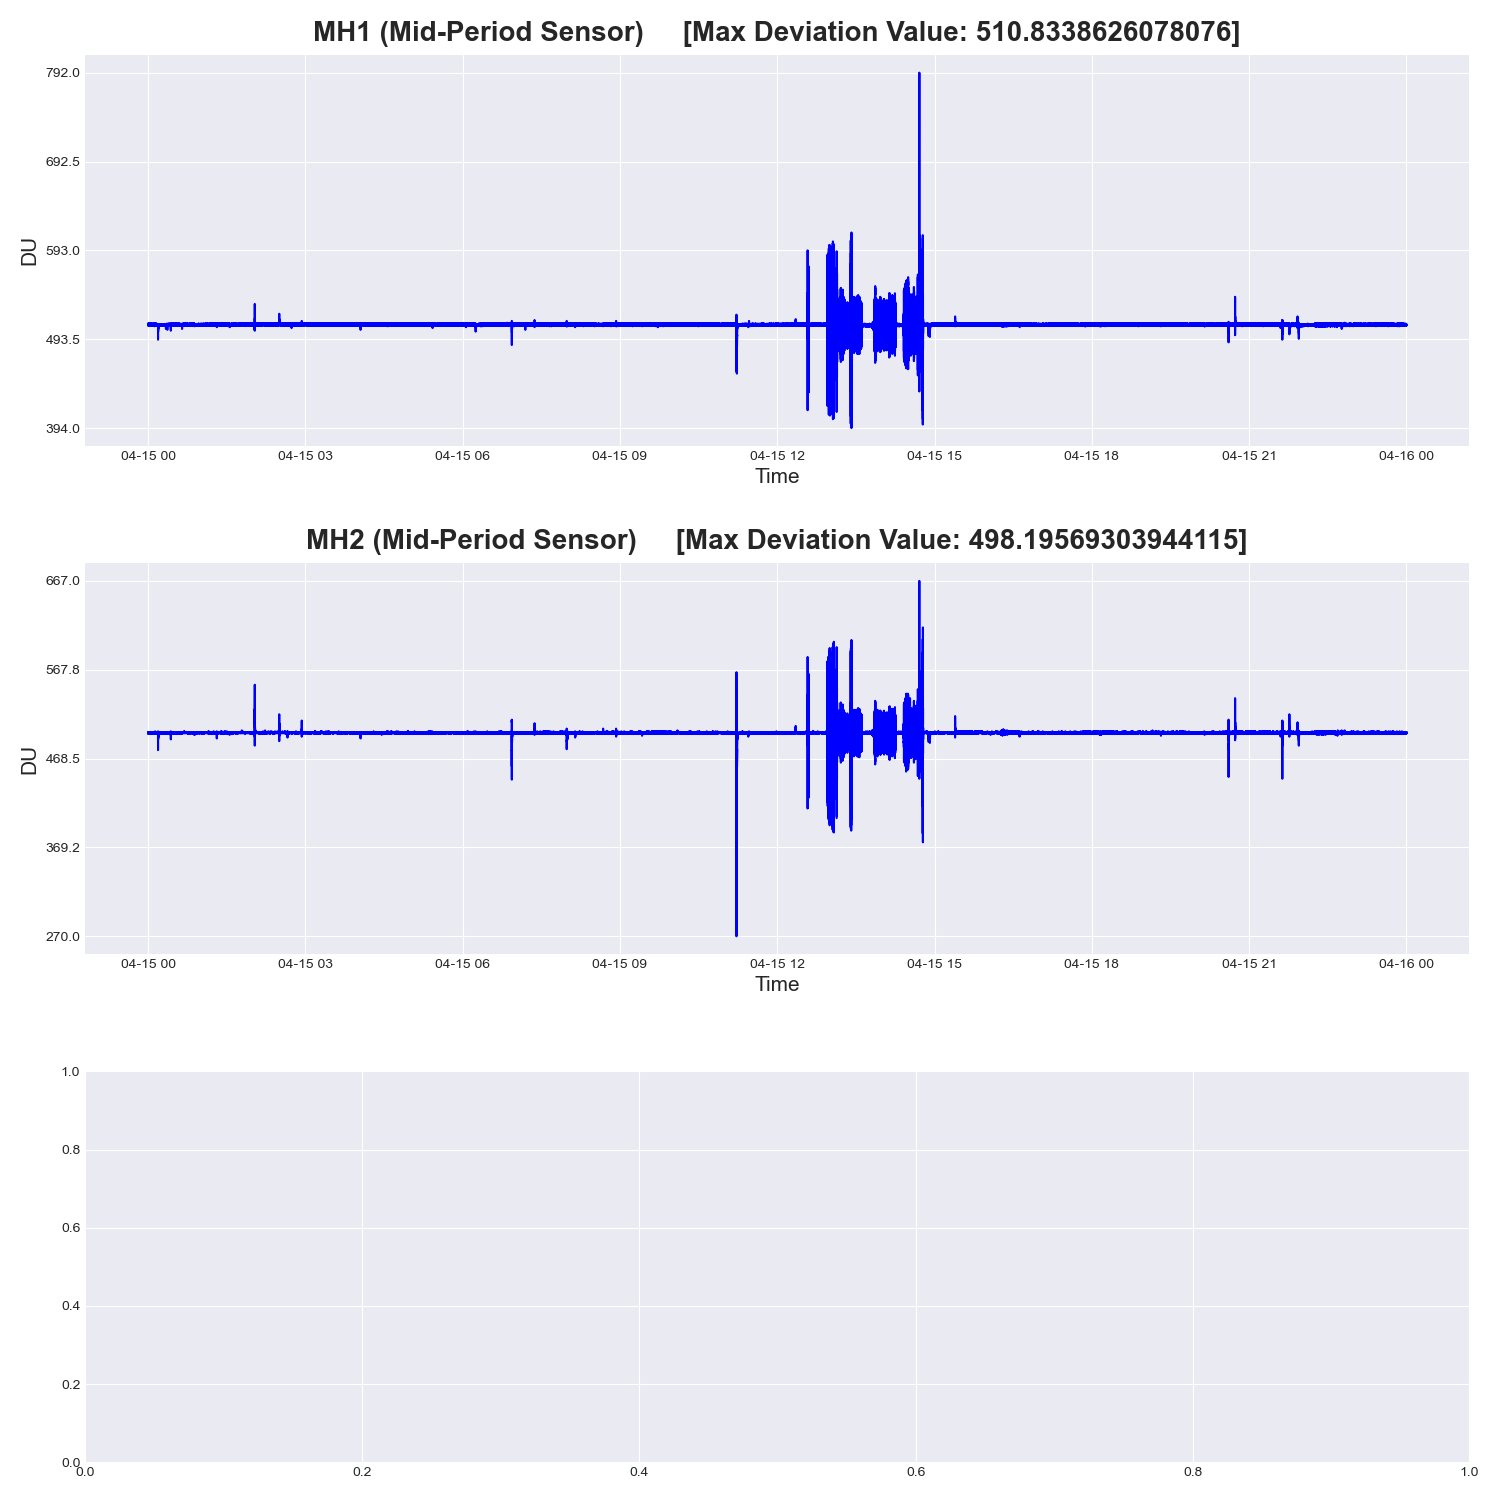 MH1 (Mid-Period Sensor) [Max Deviation Value: 510.8338626078076]
792.0
692.5
593.0
493.5
394.0
DU
04-15 00 04-15 03 04-15 06 04-15 09 04-15 12 04-15 15 04-15 18 04-15 21 04-16 00
Time
MH2 (Mid-Period Sensor) [Max Deviation Value: 498.19569303944115]
667.0
567.8
468.5
369.2
270.0
DU
04-15 00 04-15 03 04-15 06 04-15 09 04-15 12 04-15 15 04-15 18 04-15 21 04-16 00
Time
1.0
0.8
0.6
0.4
0.2
0.0
0.0 0.2 0.4 0.6 0.8 1.0